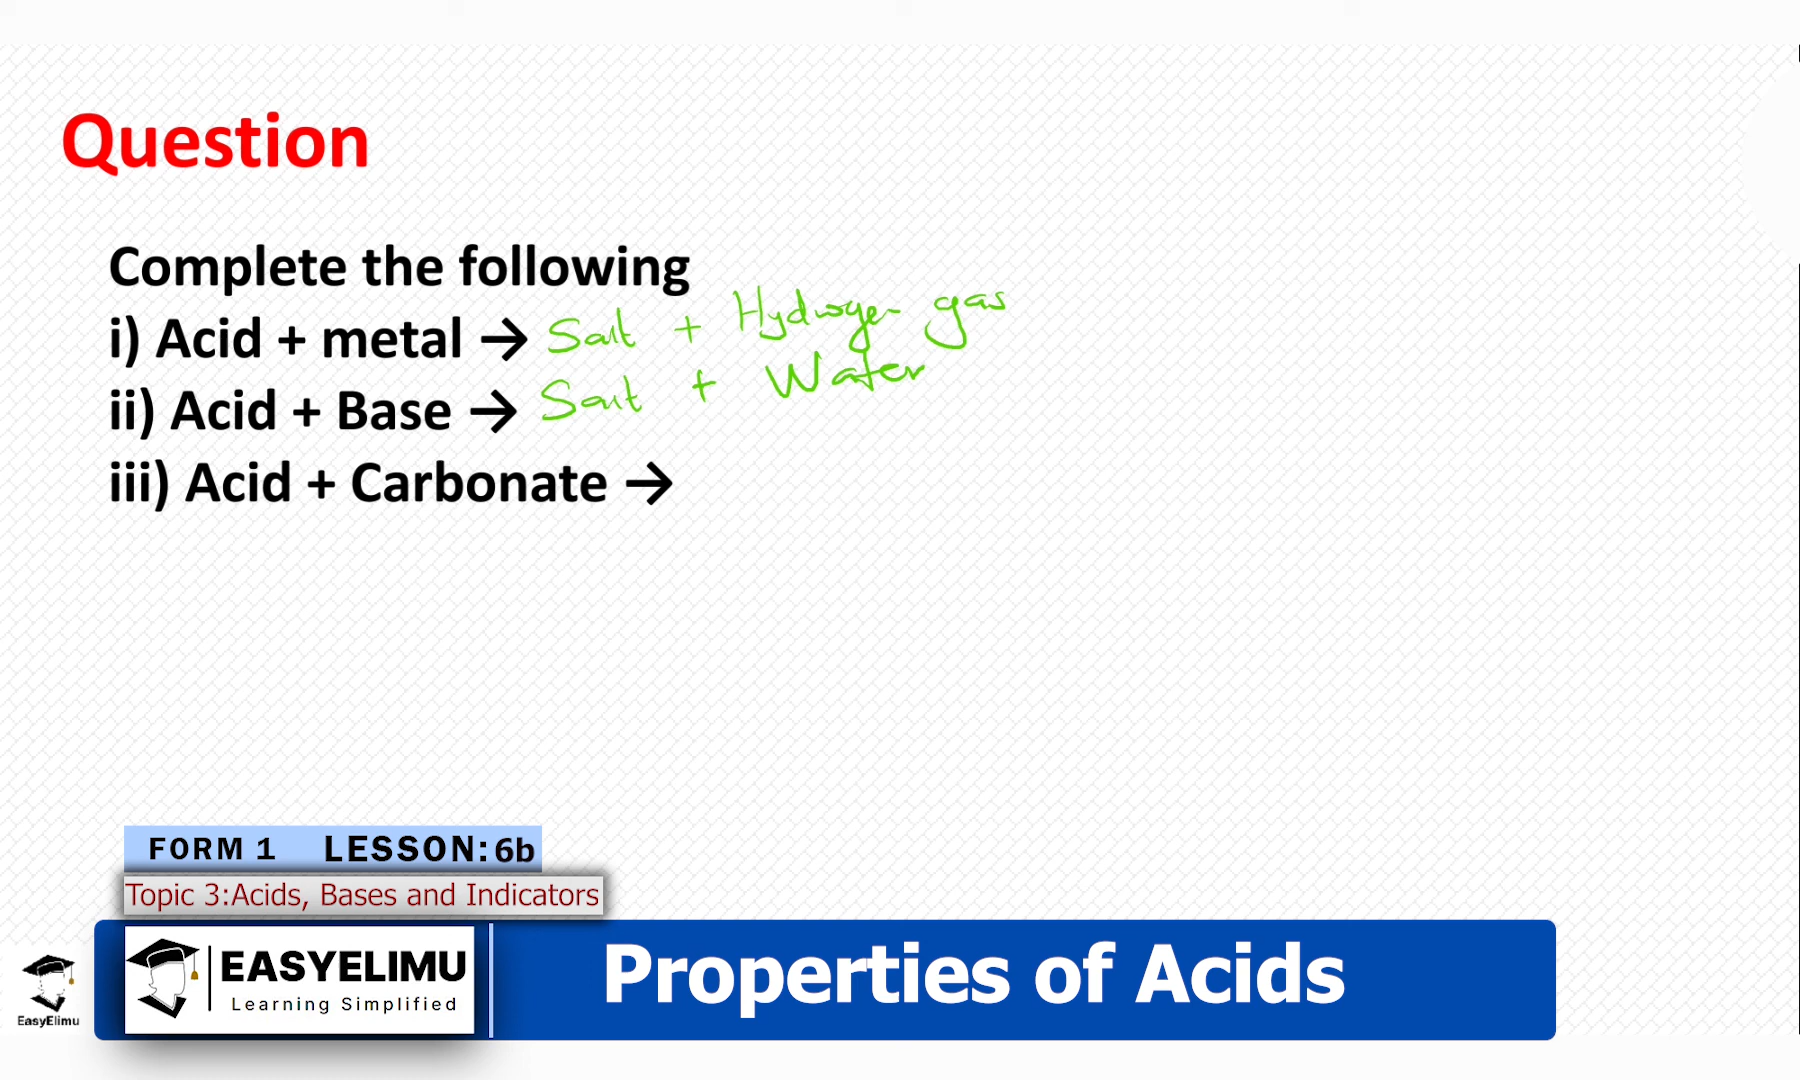 Question
Complete the following
i) Acid + metal → Salt + Hydrogen gas
ii) Acid + Base → Salt + Water
iii) Acid + Carbonate →
FORM 1 LESSON: 6b
Topic 3:Acids, Bases and Indicators
EASYELIMU
Learning Simplified
Properties of Acids
EasyElimu